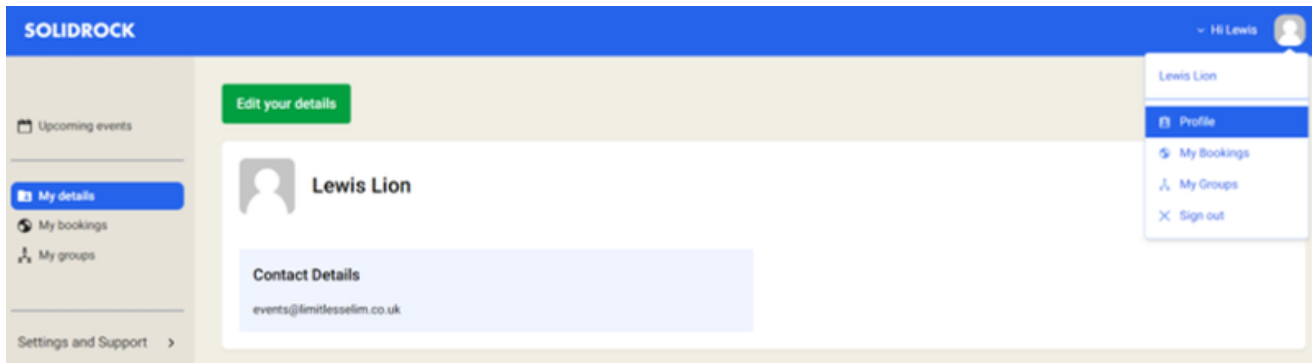 SOLIDROCK
Hi Lewis
Lewis Lion
Profile
My Bookings
My Groups
Sign out
Upcoming events
My details
My bookings
My groups
Settings and Support
Edit your details
Lewis Lion
Contact Details
events@limitlesselim.co.uk